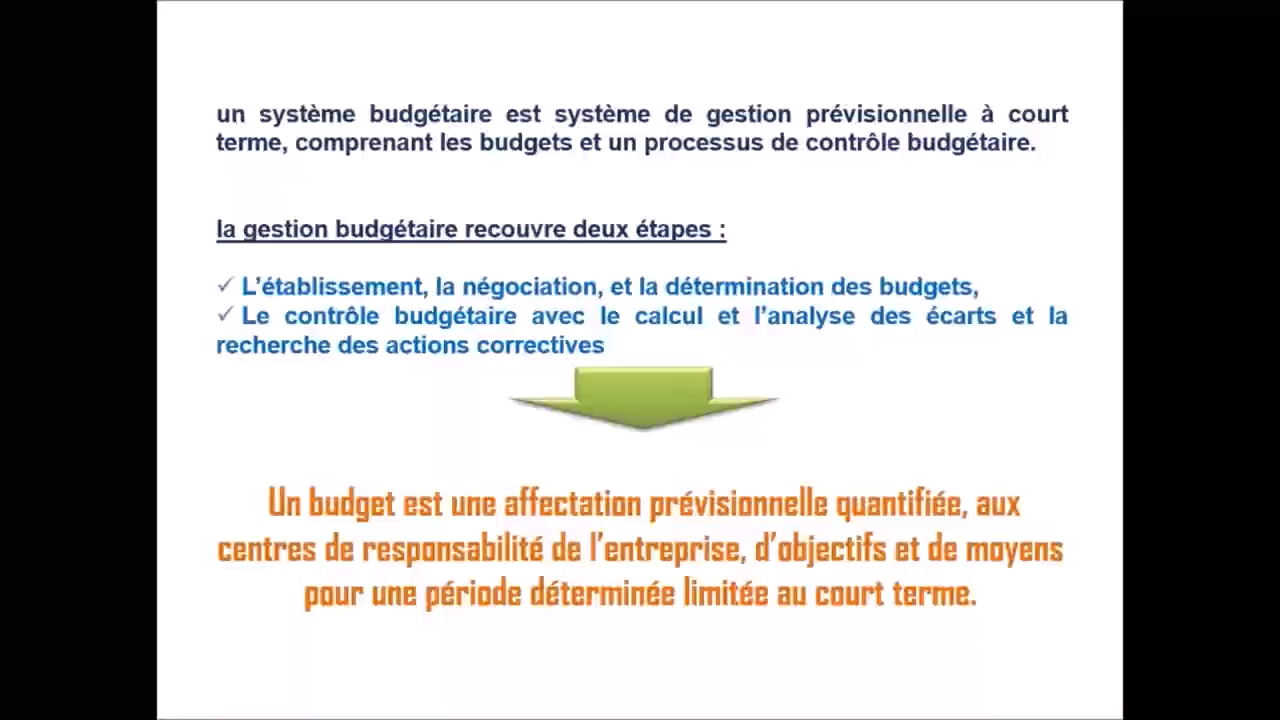 un système budgétaire est système de gestion prévisionnelle à court
terme, comprenant les budgets et un processus de contrôle budgétaire.
la gestion budgétaire recouvre deux étapes :
✓ L’établissement, la négociation, et la détermination des budgets,
✓ Le contrôle budgétaire avec le calcul et l’analyse des écarts et la
recherche des actions correctives
Un budget est une affectation prévisionnelle quantifiée, aux
centres de responsabilité de l’entreprise, d’objectifs et de moyens
pour une période déterminée limitée au court terme.